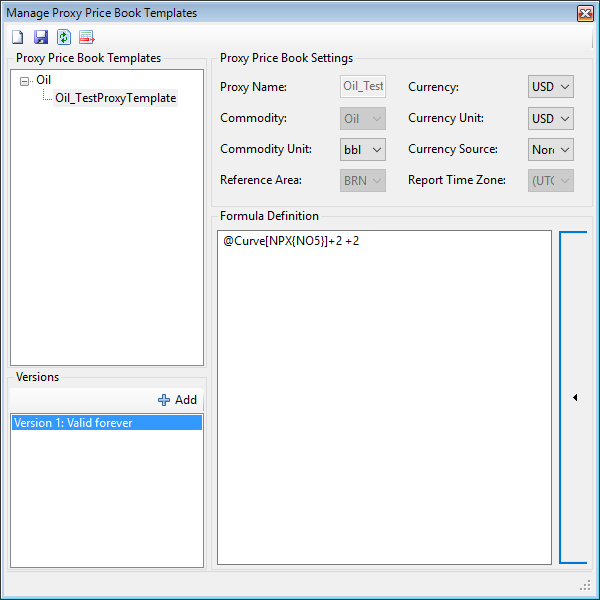 Manage Proxy Price Book Templates
Proxy Price Book Templates
Oil
Oil_TestProxyTemplate
Versions
Add
Version 1: Valid forever
Proxy Price Book Settings
Proxy Name: Oil_Test Currency: USD
Commodity: Oil Currency Unit: USD
Commodity Unit: bbl Currency Source: Nor
Reference Area: BRN Report Time Zone: (UTC
Formula Definition
@Curve[NPX{NO5}]+2 +2